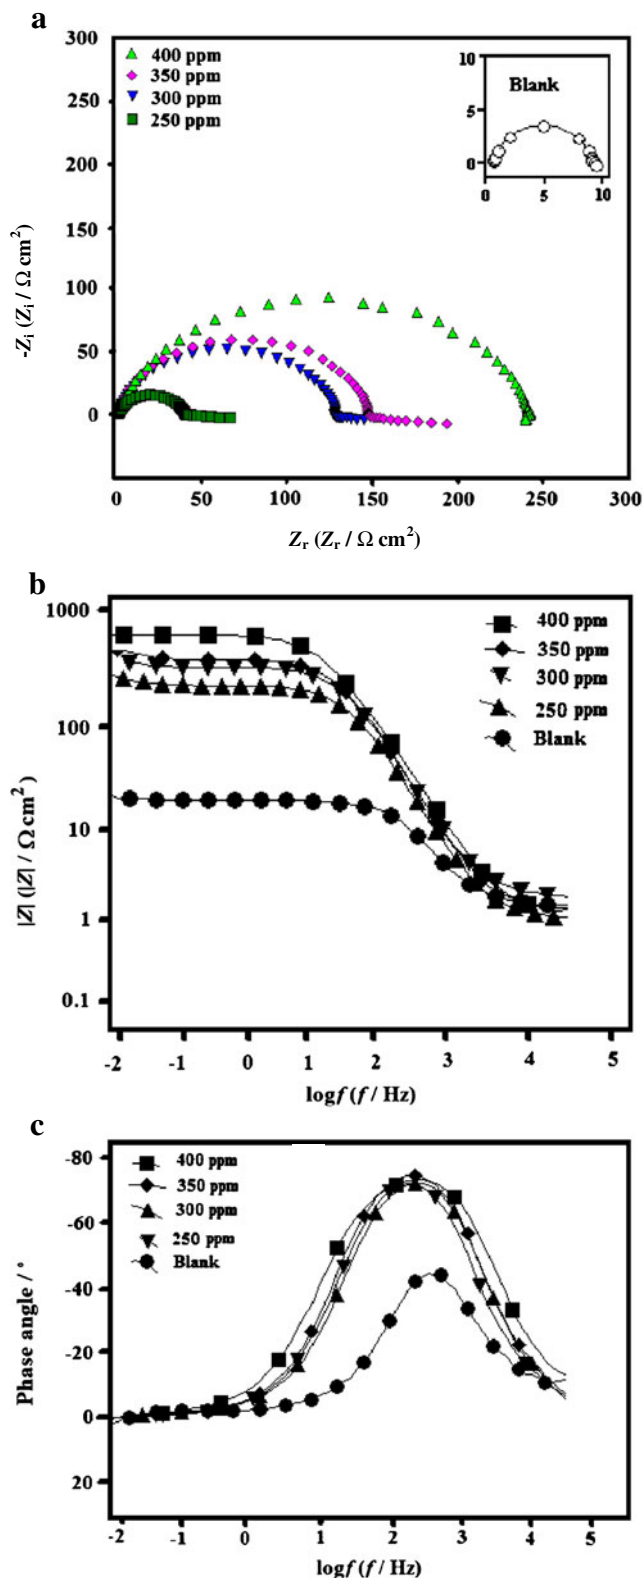 a
300
250
200
150
100
50
0
-Zi (Zi / Ω cm²)
400 ppm
350 ppm
300 ppm
250 ppm
10
5
0
Blank
0 5 10
0 50 100 150 200 250 300
Zr (Zr / Ω cm²)
b
1000
100
10
1
0.1
|Z| (|Z| / Ω cm²)
400 ppm
350 ppm
300 ppm
250 ppm
Blank
-2 -1 0 1 2 3 4 5
logf (f / Hz)
c
-80
-60
-40
-20
0
20
Phase angle / °
400 ppm
350 ppm
300 ppm
250 ppm
Blank
-2 -1 0 1 2 3 4 5
logf (f / Hz)